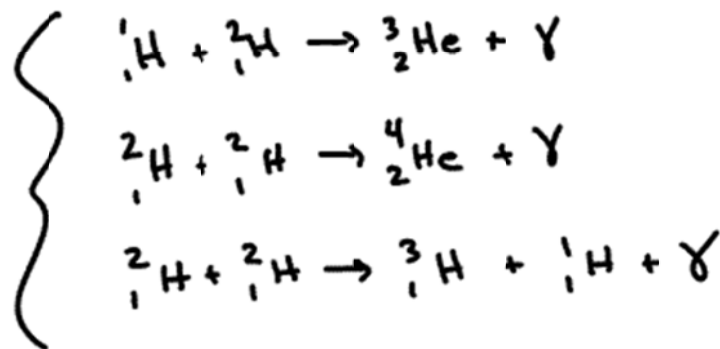 ¹₁H + ²₁H → ³₂He + γ
²₁H + ²₁H → ⁴₂He + γ
²₁H + ²₁H → ³₁H + ¹₁H + γ